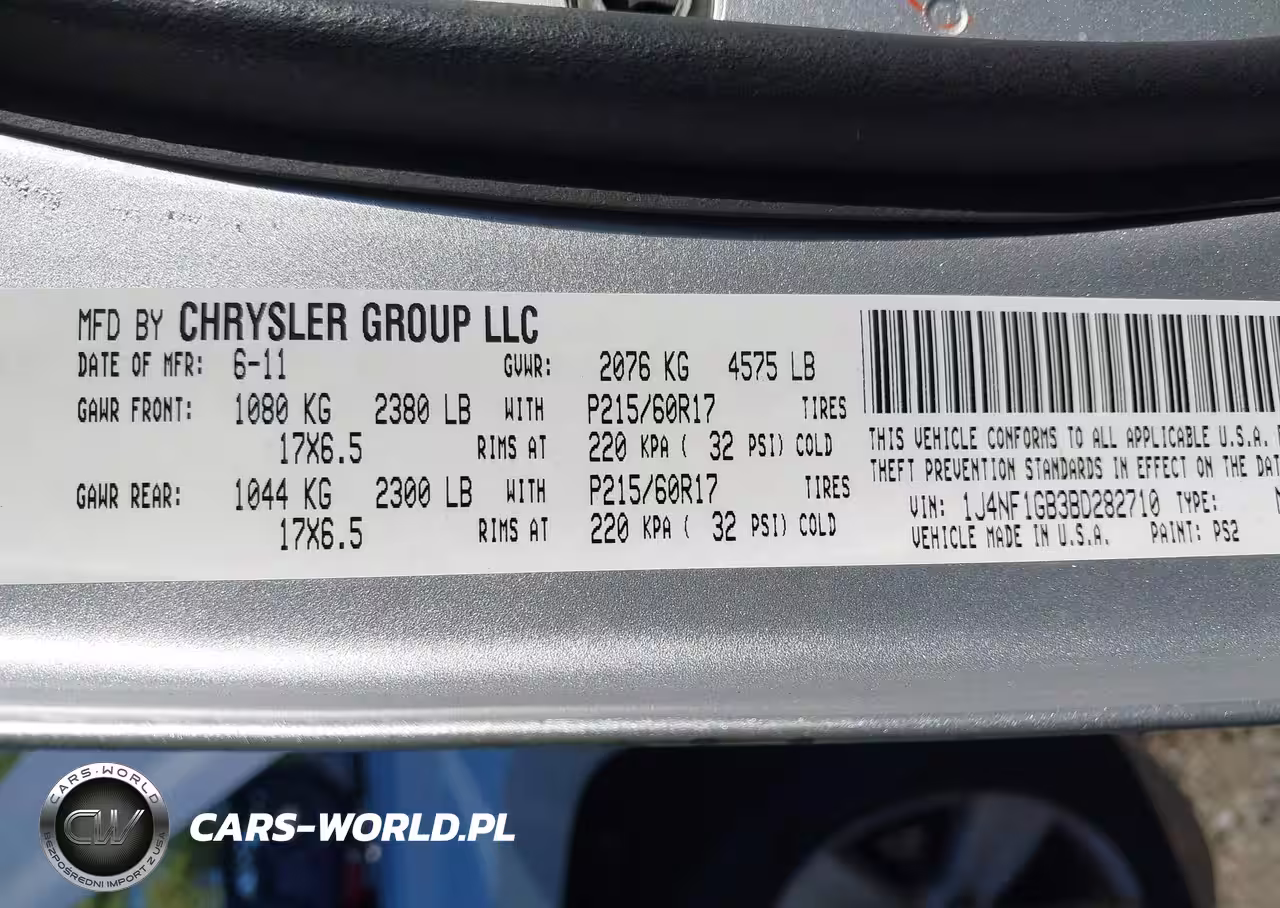 MFD BY CHRYSLER GROUP LLC
DATE OF MFR: 6-11 GVWR: 2076 KG 4575 LB
GAWR FRONT: 1080 KG 2380 LB WITH P215/60R17 TIRES
17X6.5 RIMS AT 220 KPA ( 32 PSI) COLD
GAWR REAR: 1044 KG 2300 LB WITH P215/60R17 TIRES
17X6.5 RIMS AT 220 KPA ( 32 PSI) COLD
THIS VEHICLE CONFORMS TO ALL APPLICABLE U.S.A.
THEFT PREVENTION STANDARDS IN EFFECT ON THE DAT
VIN: 1J4NF1GB3BD282710 TYPE:
VEHICLE MADE IN U.S.A. PAINT: PS2
CARS-WORLD
CW
BEZPOŚREDNI IMPORT Z USA
CARS-WORLD.PL